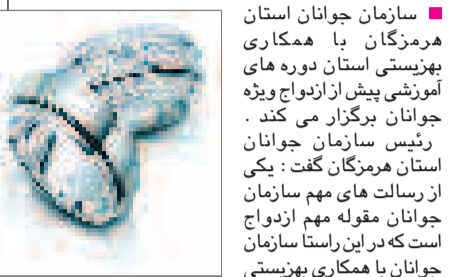 سازمان جوانان استان
هرمزگان با همکاری
بهزیستی استان دوره های
آموزشی پیش از ازدواج ویژه
جوانان برگزار می کند .
رئیس سازمان جوانان
استان هرمزگان گفت : یکی
از رسالت های مهم سازمان
جوانان مقوله مهم ازدواج
است که در این راستا سازمان
جوانان با همکاری بهزیستی